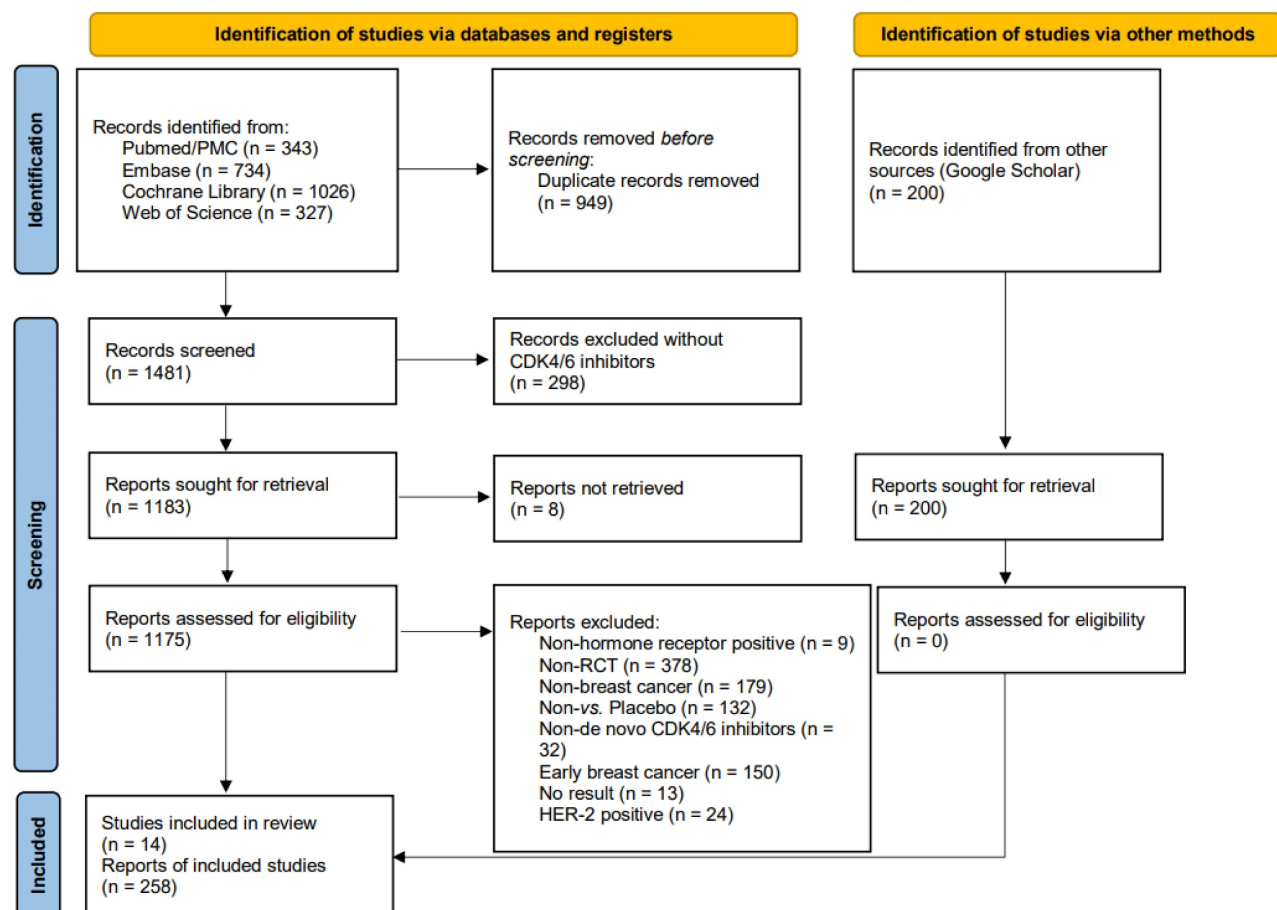 Identification of studies via databases and registers
Identification of studies via other methods
Identification
Records identified from:
Pubmed/PMC (n = 343)
Embase (n = 734)
Cochrane Library (n = 1026)
Web of Science (n = 327)
Records removed before
screening:
Duplicate records removed
(n = 949)
Records identified from other
sources (Google Scholar)
(n = 200)
Screening
Records screened
(n = 1481)
Records excluded without
CDK4/6 inhibitors
(n = 298)
Reports sought for retrieval
(n = 1183)
Reports not retrieved
(n = 8)
Reports sought for retrieval
(n = 200)
Reports assessed for eligibility
(n = 1175)
Reports excluded:
Non-hormone receptor positive (n = 9)
Non-RCT (n = 378)
Non-breast cancer (n = 179)
Non-vs. Placebo (n = 132)
Non-de novo CDK4/6 inhibitors (n =
32)
Early breast cancer (n = 150)
No result (n = 13)
HER-2 positive (n = 24)
Reports assessed for eligibility
(n = 0)
Included
Studies included in review
(n = 14)
Reports of included studies
(n = 258)